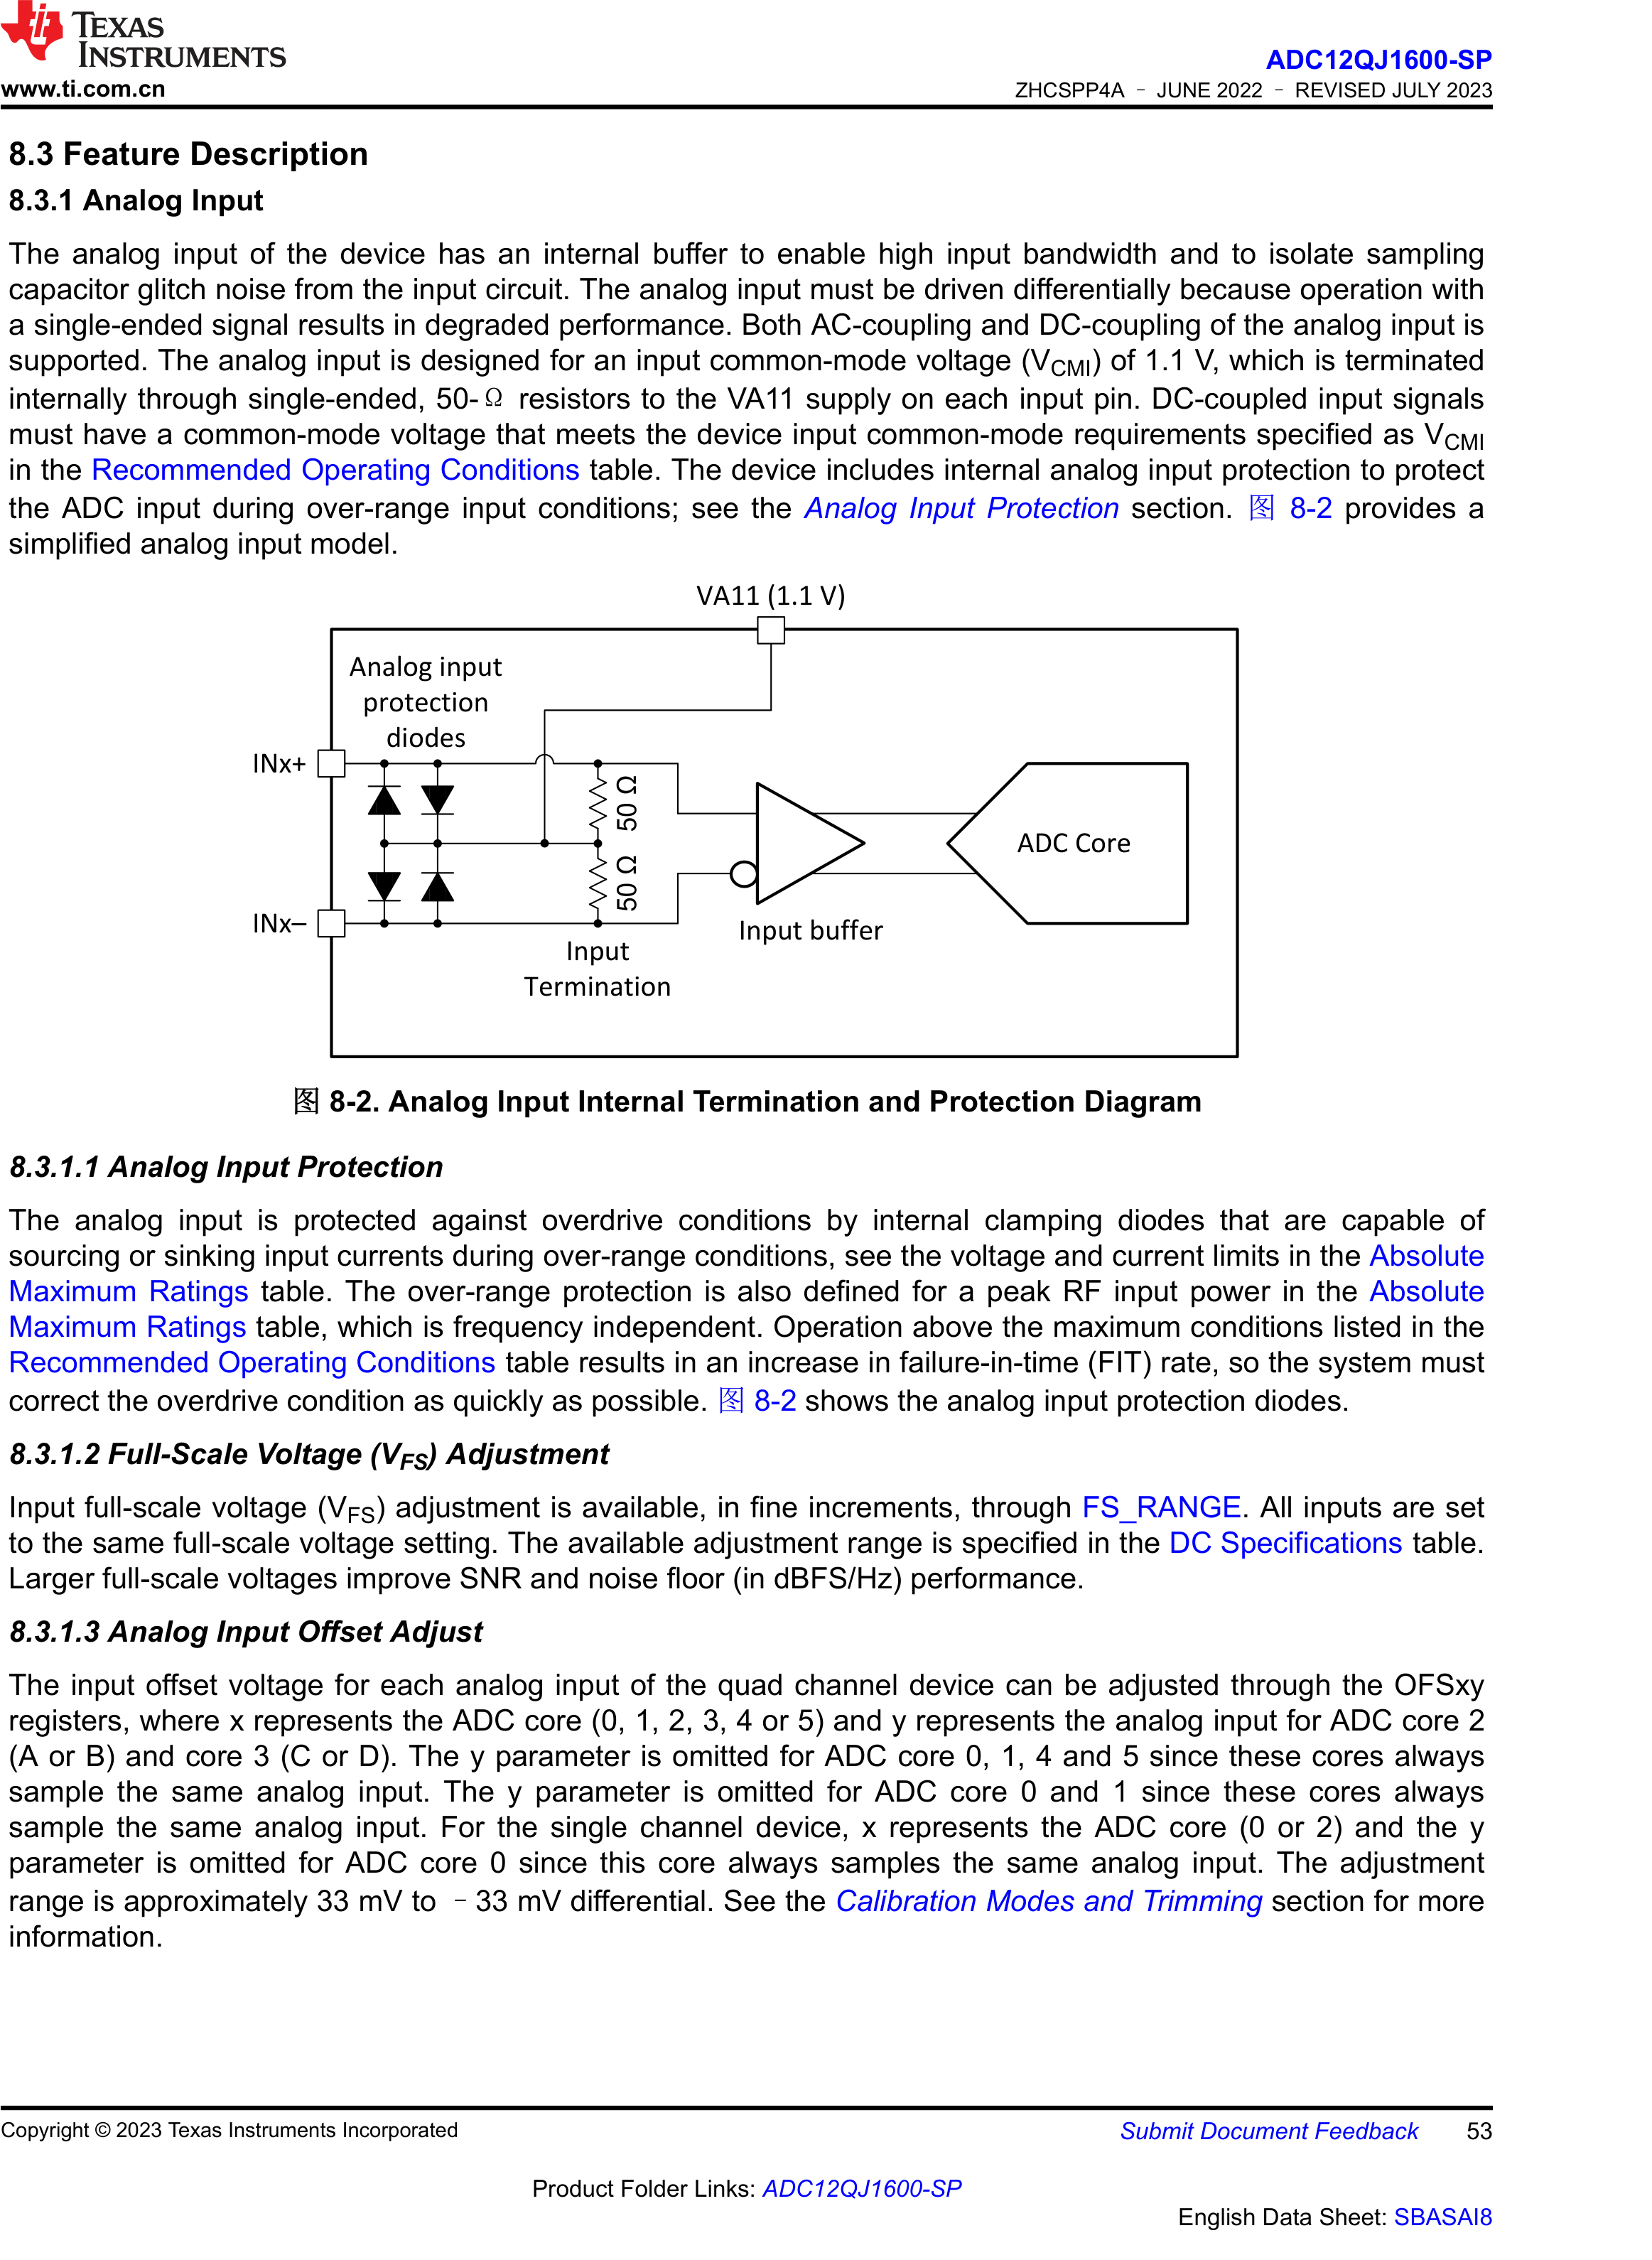 TEXAS
INSTRUMENTS
www.ti.com.cn
ADC12QJ1600-SP
ZHCSPP4A – JUNE 2022 – REVISED JULY 2023
8.3 Feature Description
8.3.1 Analog Input
The analog input of the device has an internal buffer to enable high input bandwidth and to isolate sampling
capacitor glitch noise from the input circuit. The analog input must be driven differentially because operation with
a single-ended signal results in degraded performance. Both AC-coupling and DC-coupling of the analog input is
supported. The analog input is designed for an input common-mode voltage (VCMI) of 1.1 V, which is terminated
internally through single-ended, 50-Ω resistors to the VA11 supply on each input pin. DC-coupled input signals
must have a common-mode voltage that meets the device input common-mode requirements specified as VCMI
in the Recommended Operating Conditions table. The device includes internal analog input protection to protect
the ADC input during over-range input conditions; see the Analog Input Protection section. 图 8-2 provides a
simplified analog input model.
VA11 (1.1 V)
Analog input
protection
diodes
INx+
50 Ω
50 Ω
ADC Core
INx–
Input buffer
Input
Termination
图 8-2. Analog Input Internal Termination and Protection Diagram
8.3.1.1 Analog Input Protection
The analog input is protected against overdrive conditions by internal clamping diodes that are capable of
sourcing or sinking input currents during over-range conditions, see the voltage and current limits in the Absolute
Maximum Ratings table. The over-range protection is also defined for a peak RF input power in the Absolute
Maximum Ratings table, which is frequency independent. Operation above the maximum conditions listed in the
Recommended Operating Conditions table results in an increase in failure-in-time (FIT) rate, so the system must
correct the overdrive condition as quickly as possible. 图 8-2 shows the analog input protection diodes.
8.3.1.2 Full-Scale Voltage (VFS) Adjustment
Input full-scale voltage (VFS) adjustment is available, in fine increments, through FS_RANGE. All inputs are set
to the same full-scale voltage setting. The available adjustment range is specified in the DC Specifications table.
Larger full-scale voltages improve SNR and noise floor (in dBFS/Hz) performance.
8.3.1.3 Analog Input Offset Adjust
The input offset voltage for each analog input of the quad channel device can be adjusted through the OFSxy
registers, where x represents the ADC core (0, 1, 2, 3, 4 or 5) and y represents the analog input for ADC core 2
(A or B) and core 3 (C or D). The y parameter is omitted for ADC core 0, 1, 4 and 5 since these cores always
sample the same analog input. The y parameter is omitted for ADC core 0 and 1 since these cores always
sample the same analog input. For the single channel device, x represents the ADC core (0 or 2) and the y
parameter is omitted for ADC core 0 since this core always samples the same analog input. The adjustment
range is approximately 33 mV to –33 mV differential. See the Calibration Modes and Trimming section for more
information.
Copyright © 2023 Texas Instruments Incorporated
Submit Document Feedback 53
Product Folder Links: ADC12QJ1600-SP
English Data Sheet: SBASAI8